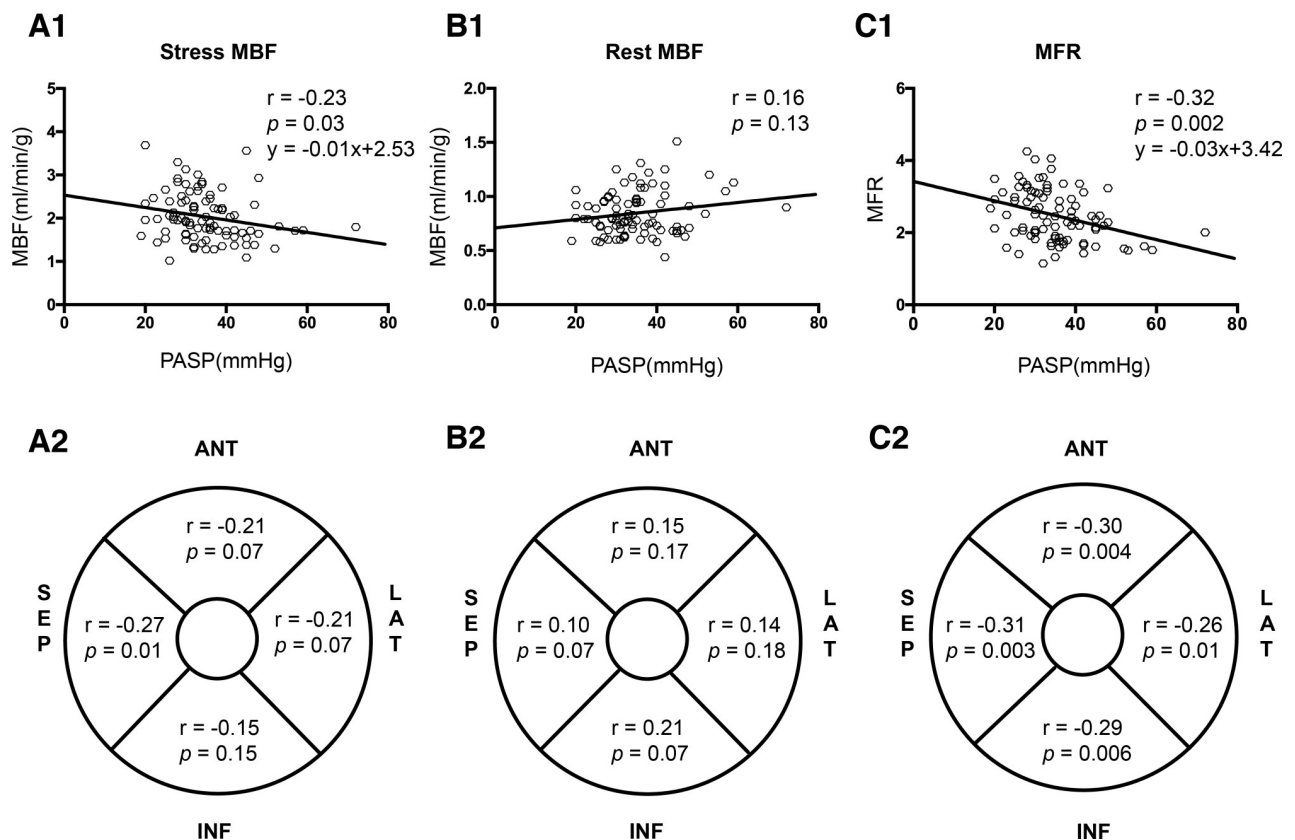 A1
Stress MBF
r = -0.23
p = 0.03
y = -0.01x+2.53
MBF(ml/min/g)
5
4
3
2
1
0
0 20 40 60 80
PASP(mmHg)
B1
Rest MBF
r = 0.16
p = 0.13
MBF(ml/min/g)
2.0
1.5
1.0
0.5
0.0
0 20 40 60 80
PASP(mmHg)
C1
MFR
r = -0.32
p = 0.002
y = -0.03x+3.42
MFR
6
4
2
0
0 20 40 60 80
PASP(mmHg)
A2
ANT
r = -0.21
p = 0.07
SEP
r = -0.27
p = 0.01
r = -0.21
p = 0.07
LAT
r = -0.15
p = 0.15
INF
B2
ANT
r = 0.15
p = 0.17
SEP
r = 0.10
p = 0.07
r = 0.14
p = 0.18
LAT
r = 0.21
p = 0.07
INF
C2
ANT
r = -0.30
p = 0.004
SEP
r = -0.31
p = 0.003
r = -0.26
p = 0.01
LAT
r = -0.29
p = 0.006
INF